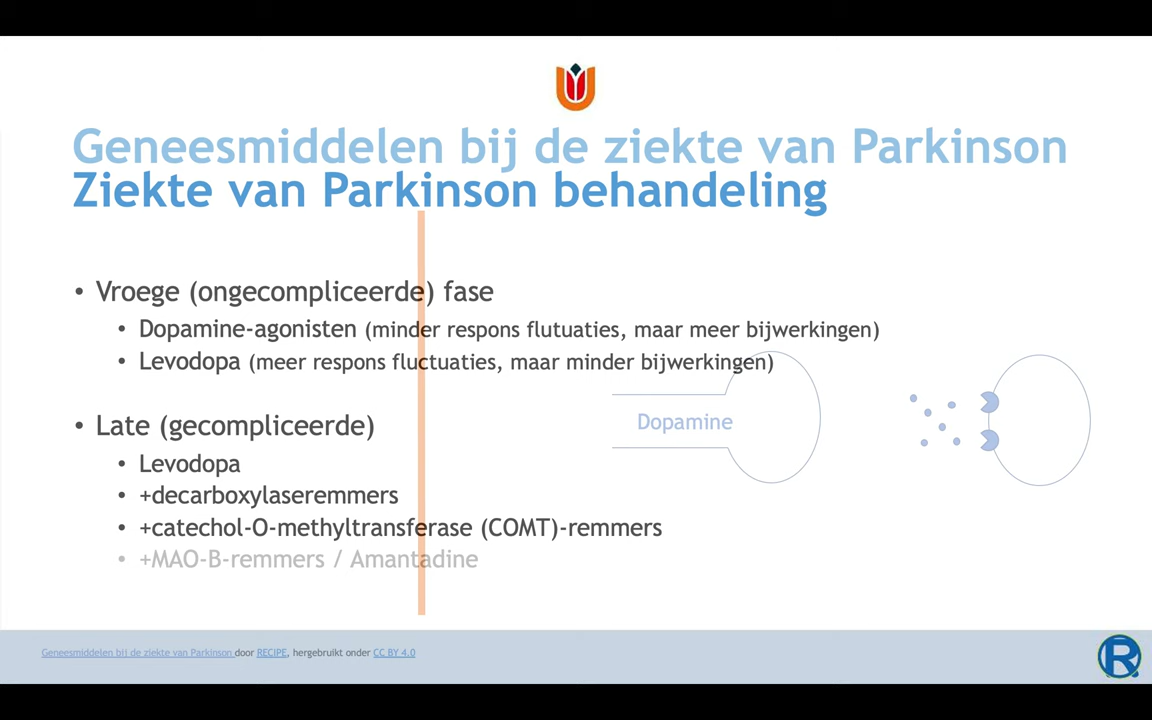 Geneesmiddelen bij de ziekte van Parkinson
Ziekte van Parkinson behandeling
• Vroege (ongecompliceerde) fase
• Dopamine-agonisten (minder respons flutuaties, maar meer bijwerkingen)
• Levodopa (meer respons fluctuaties, maar minder bijwerkingen)
Dopamine
• Late (gecompliceerde)
• Levodopa
• +decarboxylaseremmers
• +catechol-O-methyltransferase (COMT)-remmers
• +MAO-B-remmers / Amantadine
Geneesmiddelen bij de ziekte van Parkinson door RECIPE, hergebruikt onder CC BY 4.0
R